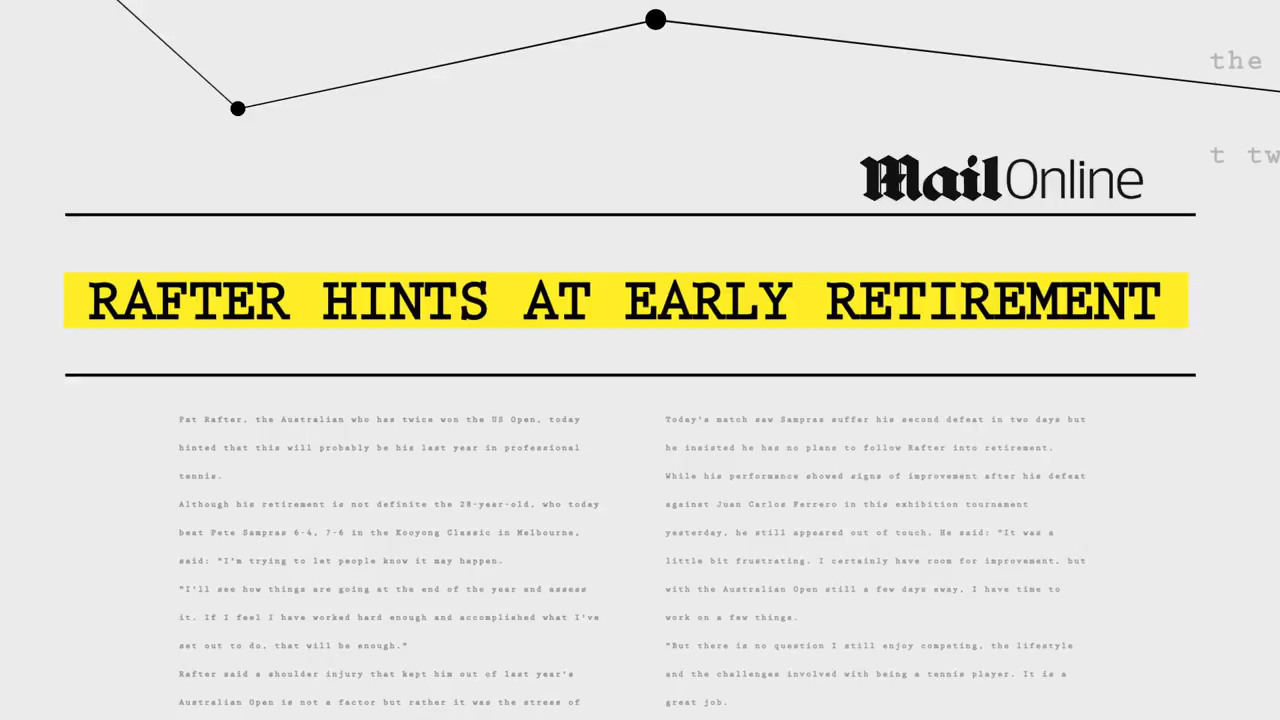 the
t tw
Mail Online
RAFTER HINTS AT EARLY RETIREMENT
Pat Rafter, the Australian who has twice won the US Open, today
hinted that this will probably be his last year in professional
tennis.
Although his retirement is not definite the 28-year-old, who today
beat Pete Sampras 6-4, 7-6 in the Kooyong Classic in Melbourne,
said: "I'm trying to let people know it may happen.
"I'll see how things are going at the end of the year and assess
it. If I feel I have worked hard enough and accomplished what I've
set out to do, that will be enough."
Rafter said a shoulder injury that kept him out of last year's
Australian Open is not a factor but rather it was the stress of
Today's match saw Sampras suffer his second defeat in two days but
he insisted he has no plans to follow Rafter into retirement.
While his performance showed signs of improvement after his defeat
against Juan Carlos Ferrero in this exhibition tournament
yesterday, he still appeared out of touch. He said: "It was a
little bit frustrating. I certainly have room for improvement, but
with the Australian Open still a few days away, I have time to
work on a few things.
"But there is no question I still enjoy competing, the lifestyle
and the challenges involved with being a tennis player. It is a
great job.